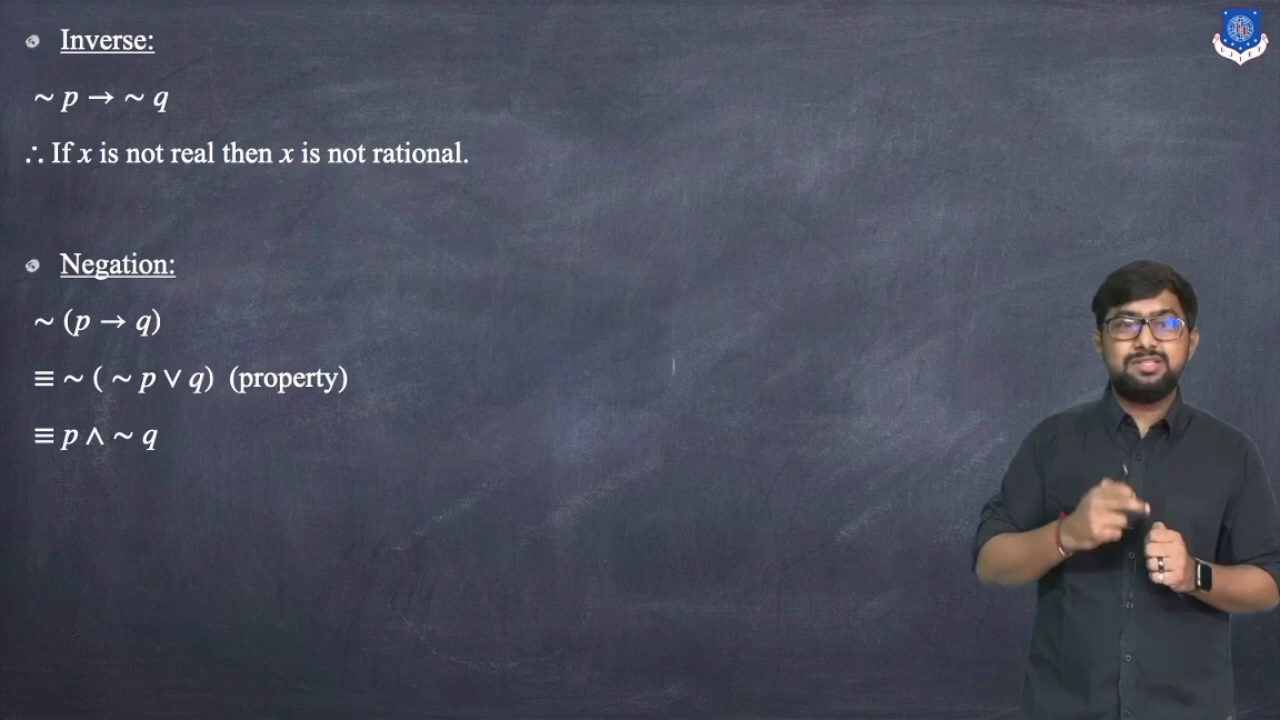 Inverse:
~ p → ~ q
∴ If x is not real then x is not rational.
Negation:
~ (p → q)
≡ ~ ( ~ p ∨ q) (property)
≡ p ∧ ~ q